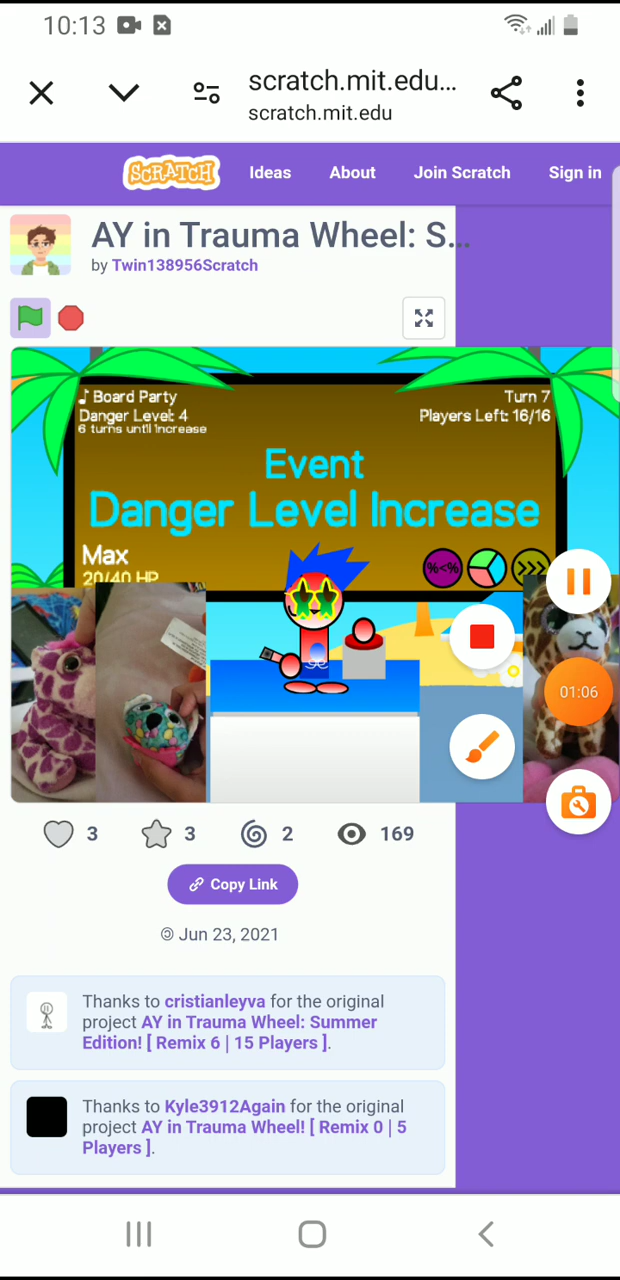 10:13
scratch.mit.edu...
scratch.mit.edu
SCRATCH
Ideas
About
Join Scratch
Sign in
AY in Trauma Wheel: S...
by Twin138956Scratch
♪ Board Party
Turn 7
Danger Level: 4
Players Left: 16/16
6 turns until increase
Event
Danger Level Increase
Max
20/40 HP
%<%
>>>
01:06
3
3
2
169
Copy Link
Jun 23, 2021
Thanks to cristianleyva for the original
project AY in Trauma Wheel: Summer
Edition! [ Remix 6 | 15 Players ].
Thanks to Kyle3912Again for the original
project AY in Trauma Wheel! [ Remix 0 | 5
Players ].